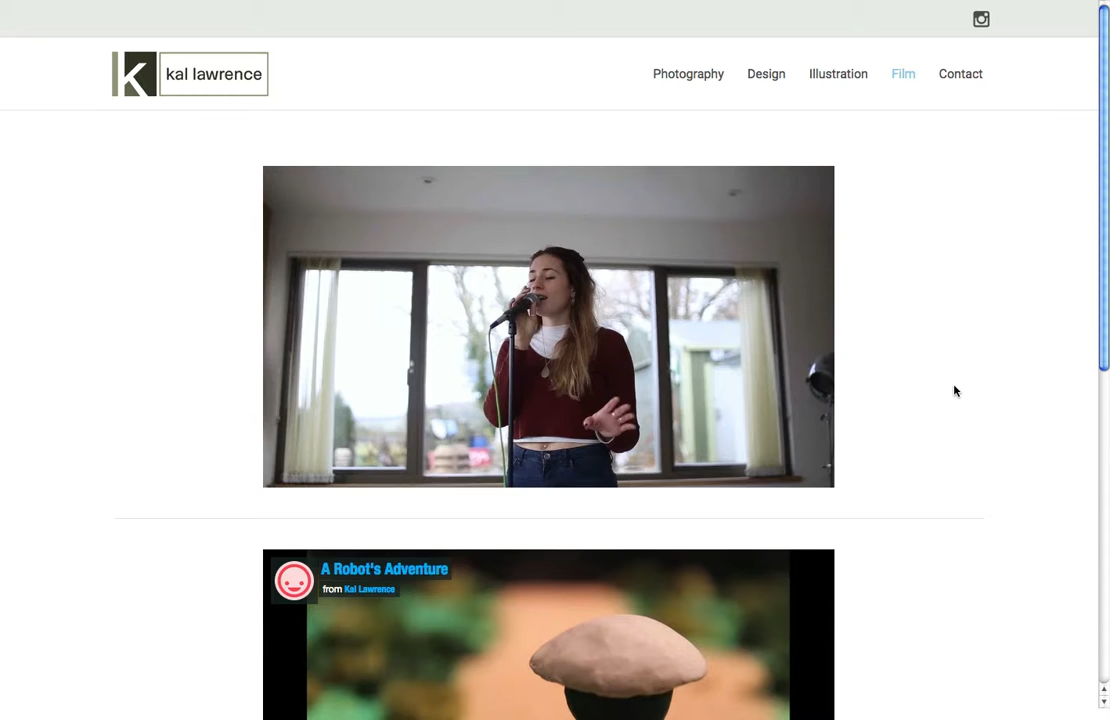 k kal lawrence
Photography Design Illustration Film Contact
A Robot's Adventure
from Kal Lawrence